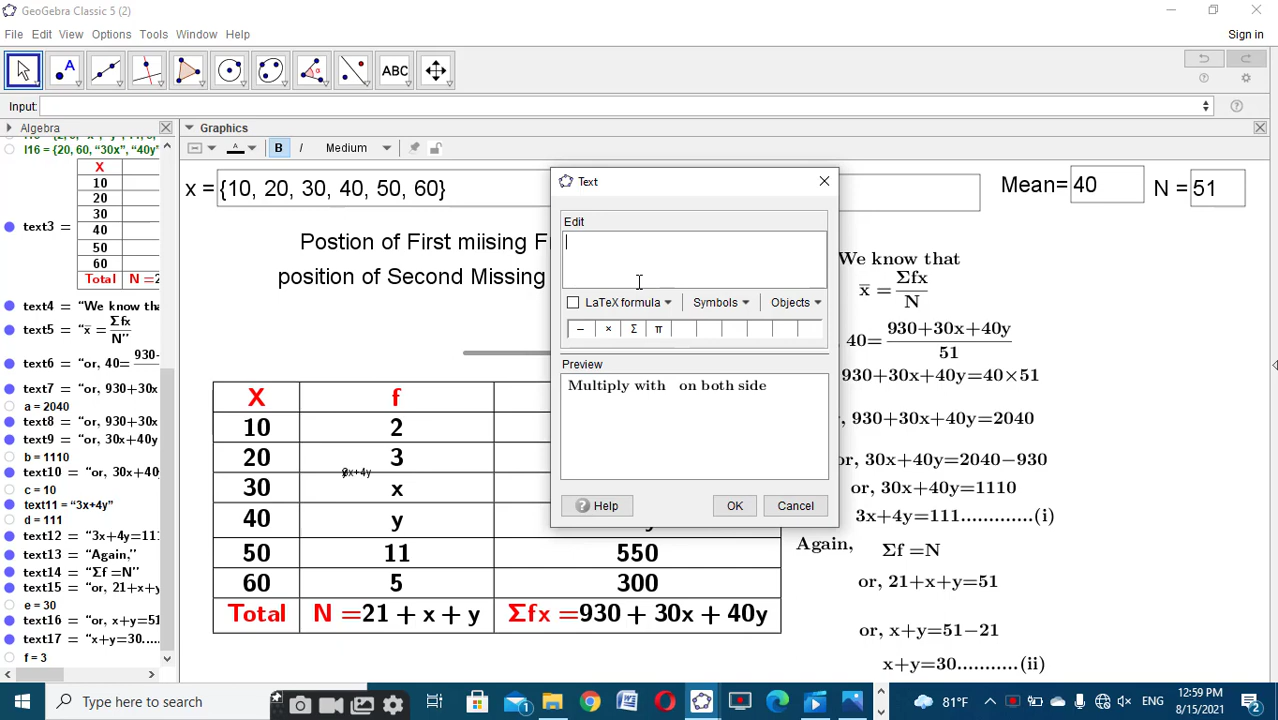 GeoGebra Classic 5 (2)
File Edit View Options Tools Window Help
Sign in
ABC
Input:
Algebra
Graphics
B I Medium
l16 = {20, 60, “30x”, “40y”
X
10
20
30
40
50
60
Total N =2
text3 =
text4 = “We know that
text5 = “x̅ = Σfx/N”
text6 = “or, 40= 930-
text7 = “or, 930+30x
a = 2040
text8 = “or, 930+30x
text9 = “or, 30x+40y
b = 1110
text10 = “or, 30x+40
c = 10
text11 = “3x+4y”
d = 111
text12 = “3x+4y=111
text13 = “Again,”
text14 = “Σf =N”
text15 = “or, 21+x+y
e = 30
text16 = “or, x+y=51
text17 = “x+y=30....
f = 3
x = {10, 20, 30, 40, 50, 60}
Mean= 40 N = 51
Postion of First miising F
position of Second Missing
X f
10 2
20 3
3x+4y
30 x
40 y
50 11 550
60 5 300
Total N =21 + x + y Σfx =930 + 30x + 40y
Text
Edit
LaTeX formula Symbols Objects
− × Σ π
Preview
Multiply with on both side
Help OK Cancel
We know that
x̅ = Σfx/N
, 40= 930+30x+40y/51
930+30x+40y=40×51
r, 930+30x+40y=2040
or, 30x+40y=2040−930
or, 30x+40y=1110
3x+4y=111.............(i)
Again, Σf =N
or, 21+x+y=51
or, x+y=51−21
x+y=30...........(ii)
Type here to search
81°F
ENG
12:59 PM
8/15/2021